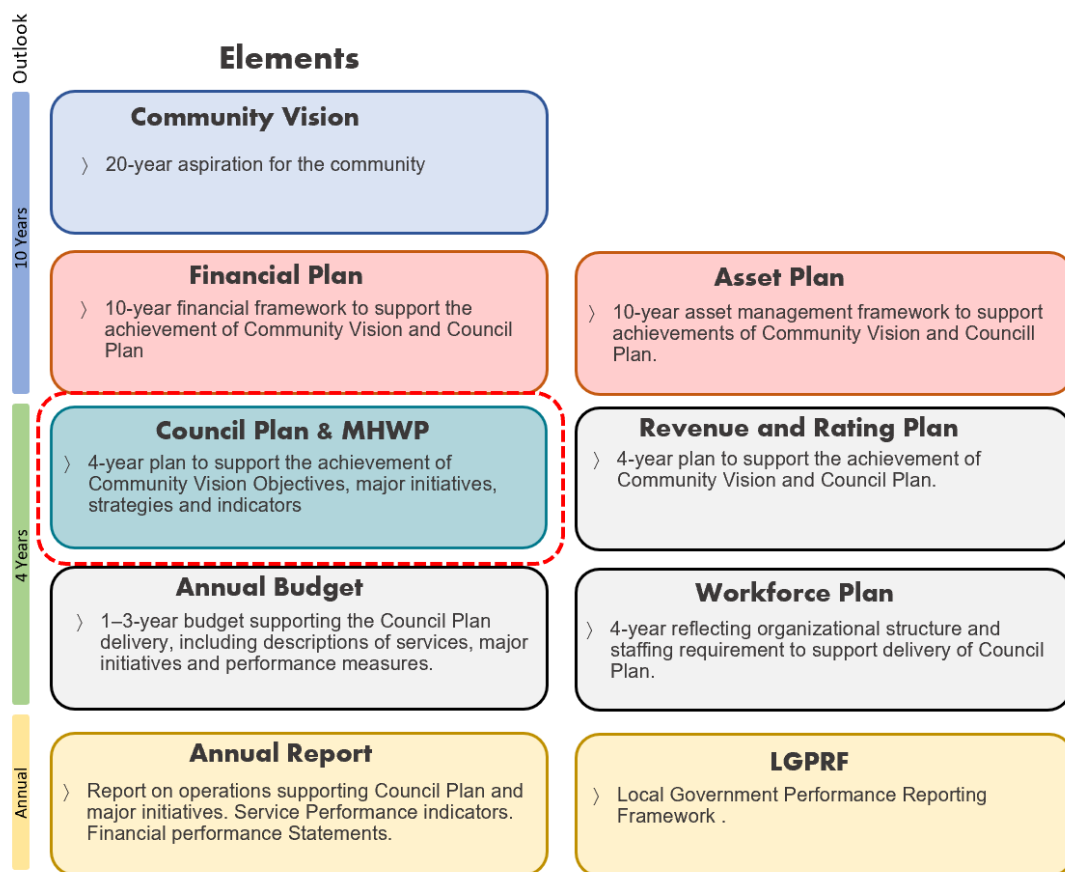 Outlook
Elements
10 Years
Community Vision
〉 20-year aspiration for the community
Financial Plan
〉 10-year financial framework to support the
achievement of Community Vision and Council
Plan
Asset Plan
〉 10-year asset management framework to support
achievements of Community Vision and Councill
Plan.
4 Years
Council Plan & MHWP
〉 4-year plan to support the achievement of
Community Vision Objectives, major initiatives,
strategies and indicators
Revenue and Rating Plan
〉 4-year plan to support the achievement of
Community Vision and Council Plan.
Annual Budget
〉 1–3-year budget supporting the Council Plan
delivery, including descriptions of services, major
initiatives and performance measures.
Workforce Plan
〉 4-year reflecting organizational structure and
staffing requirement to support delivery of Council
Plan.
Annual
Annual Report
〉 Report on operations supporting Council Plan and
major initiatives. Service Performance indicators.
Financial performance Statements.
LGPRF
〉 Local Government Performance Reporting
Framework .